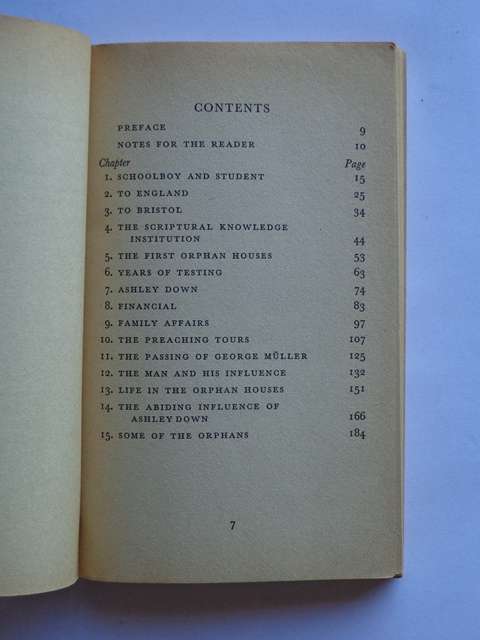 CONTENTS
PREFACE 9
NOTES FOR THE READER 10
Chapter Page
1. SCHOOLBOY AND STUDENT 15
2. TO ENGLAND 25
3. TO BRISTOL 34
4. THE SCRIPTURAL KNOWLEDGE
INSTITUTION 44
5. THE FIRST ORPHAN HOUSES 53
6. YEARS OF TESTING 63
7. ASHLEY DOWN 74
8. FINANCIAL 83
9. FAMILY AFFAIRS 97
10. THE PREACHING TOURS 107
11. THE PASSING OF GEORGE MÜLLER 125
12. THE MAN AND HIS INFLUENCE 132
13. LIFE IN THE ORPHAN HOUSES 151
14. THE ABIDING INFLUENCE OF
ASHLEY DOWN 166
15. SOME OF THE ORPHANS 184
7